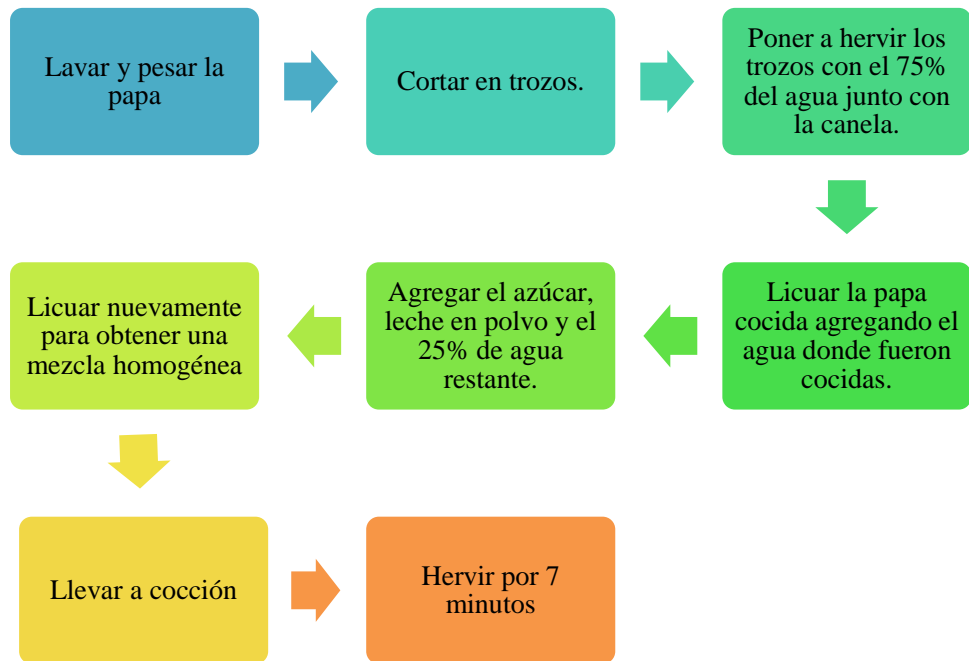 Lavar y pesar la
papa
Cortar en trozos.
Poner a hervir los
trozos con el 75%
del agua junto con
la canela.
Licuar la papa
cocida agregando el
agua donde fueron
cocidas.
Agregar el azúcar,
leche en polvo y el
25% de agua
restante.
Licuar nuevamente
para obtener una
mezcla homogénea
Llevar a cocción
Hervir por 7
minutos